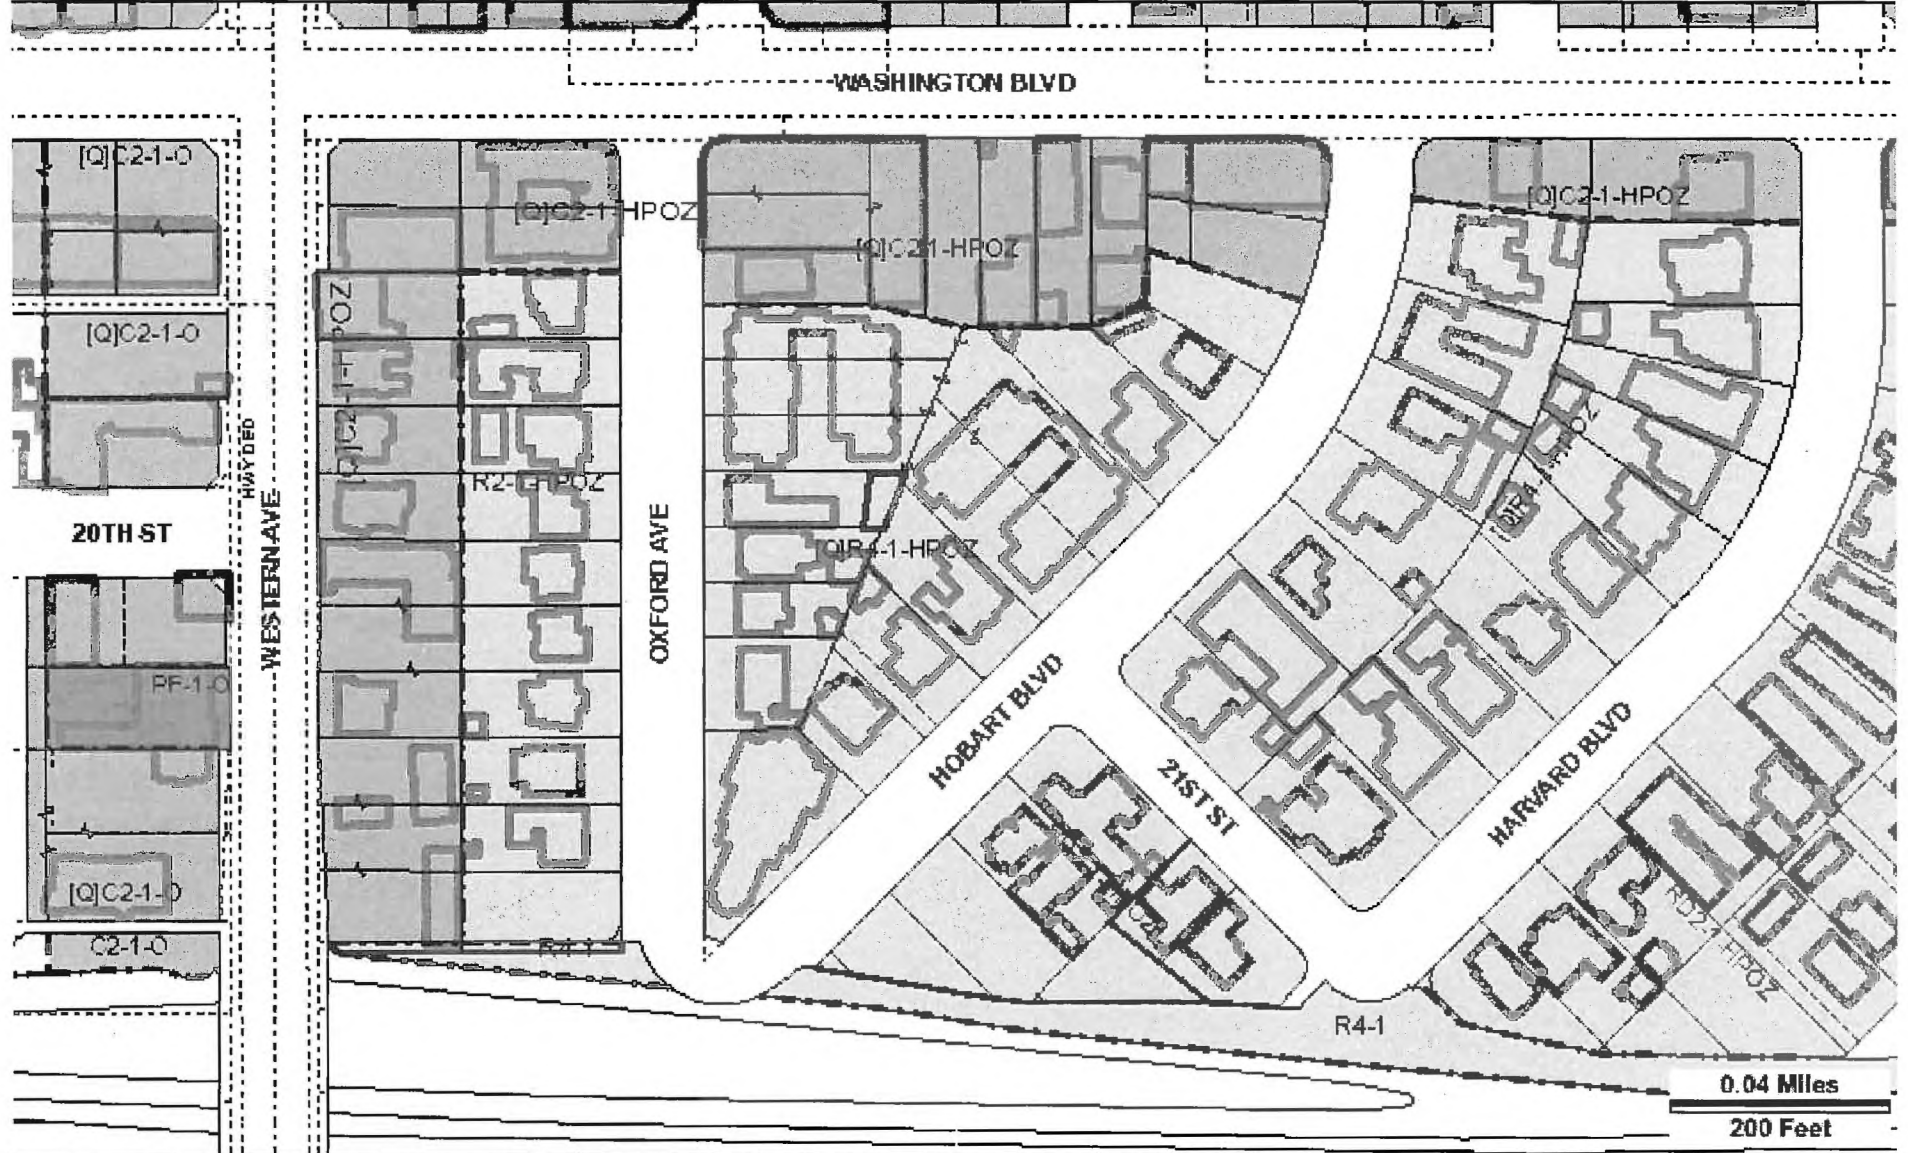 WASHINGTON BLVD
[Q]C2-1-O
[Q]C2-1-HPOZ
[Q]C2-1-HPOZ
[Q]C2-1-HPOZ
[Q]C2-1-O
HWY DED
WESTERN AVE
20TH ST
R2-1-HPOZ
OXFORD AVE
[Q]R4-1-HPOZ
PF-1-O
HOBART BLVD
21ST ST
HARVARD BLVD
[Q]C2-1-O
C2-1-O
R4-1
RD2-1-HPOZ
R4-1
0.04 Miles
200 Feet